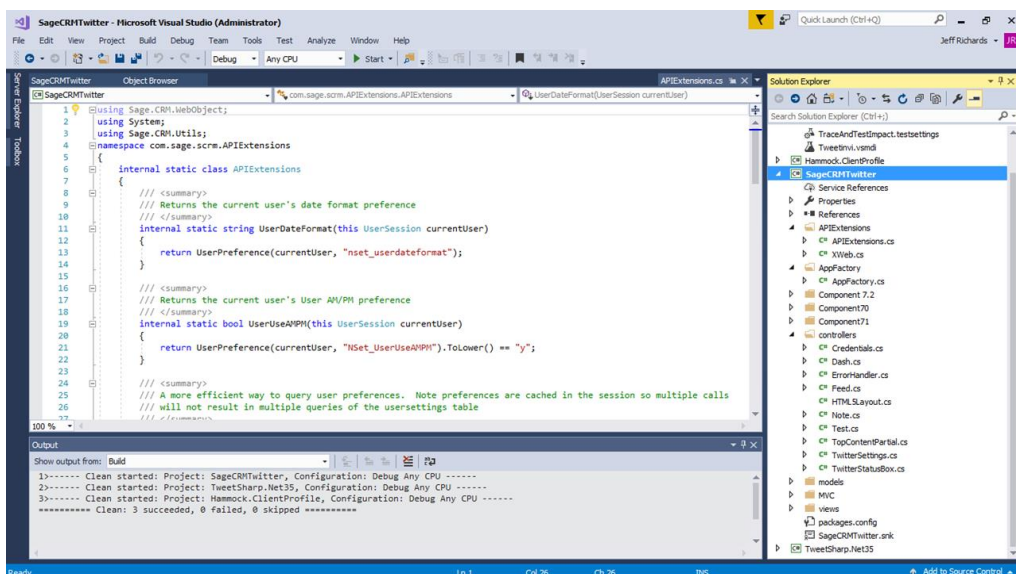 SageCRMTwitter - Microsoft Visual Studio (Administrator)
Quick Launch (Ctrl+Q)
File Edit View Project Build Debug Team Tools Test Analyze Window Help
Jeff Richards JR
Debug Any CPU Start
Server Explorer
Toolbox
SageCRMTwitter Object Browser APIExtensions.cs
SageCRMTwitter com.sage.scrm.APIExtensions.APIExtensions UserDateFormat(UserSession currentUser)
1 using Sage.CRM.WebObject;
2 using System;
3 using Sage.CRM.Utils;
4 namespace com.sage.scrm.APIExtensions
5 {
6 internal static class APIExtensions
7 {
8 /// <summary>
9 /// Returns the current user's date format preference
10 /// </summary>
11 internal static string UserDateFormat(this UserSession currentUser)
12 {
13 return UserPreference(currentUser, "nset_userdateformat");
14 }
15
16 /// <summary>
17 /// Returns the current user's User AM/PM preference
18 /// </summary>
19 internal static bool UserUseAMPM(this UserSession currentUser)
20 {
21 return UserPreference(currentUser, "NSet_UserUseAMPM").ToLower() == "y";
22 }
23
24 /// <summary>
25 /// A more efficient way to query user preferences. Note preferences are cached in the session so multiple calls
26 /// will not result in multiple queries of the usersettings table
27 /// </summary>
100 %
Output
Show output from: Build
1>------ Clean started: Project: SageCRMTwitter, Configuration: Debug Any CPU ------
2>------ Clean started: Project: TweetSharp.Net35, Configuration: Debug Any CPU ------
3>------ Clean started: Project: Hammock.ClientProfile, Configuration: Debug Any CPU ------
========== Clean: 3 succeeded, 0 failed, 0 skipped ==========
Solution Explorer
Search Solution Explorer (Ctrl+;)
TraceAndTestImpact.testsettings
Tweetinvi.vsmdi
C# Hammock.ClientProfile
C# SageCRMTwitter
Service References
Properties
References
APIExtensions
C# APIExtensions.cs
C# XWeb.cs
AppFactory
C# AppFactory.cs
Component 7.2
Component70
Component71
controllers
C# Credentials.cs
C# Dash.cs
C# ErrorHandler.cs
C# Feed.cs
C# HTML5Layout.cs
C# Note.cs
C# Test.cs
C# TopContentPartial.cs
C# TwitterSettings.cs
C# TwitterStatusBox.cs
models
MVC
views
packages.config
SageCRMTwitter.snk
C# TweetSharp.Net35
Ready Ln 1 Col 26 Ch 26 INS Add to Source Control